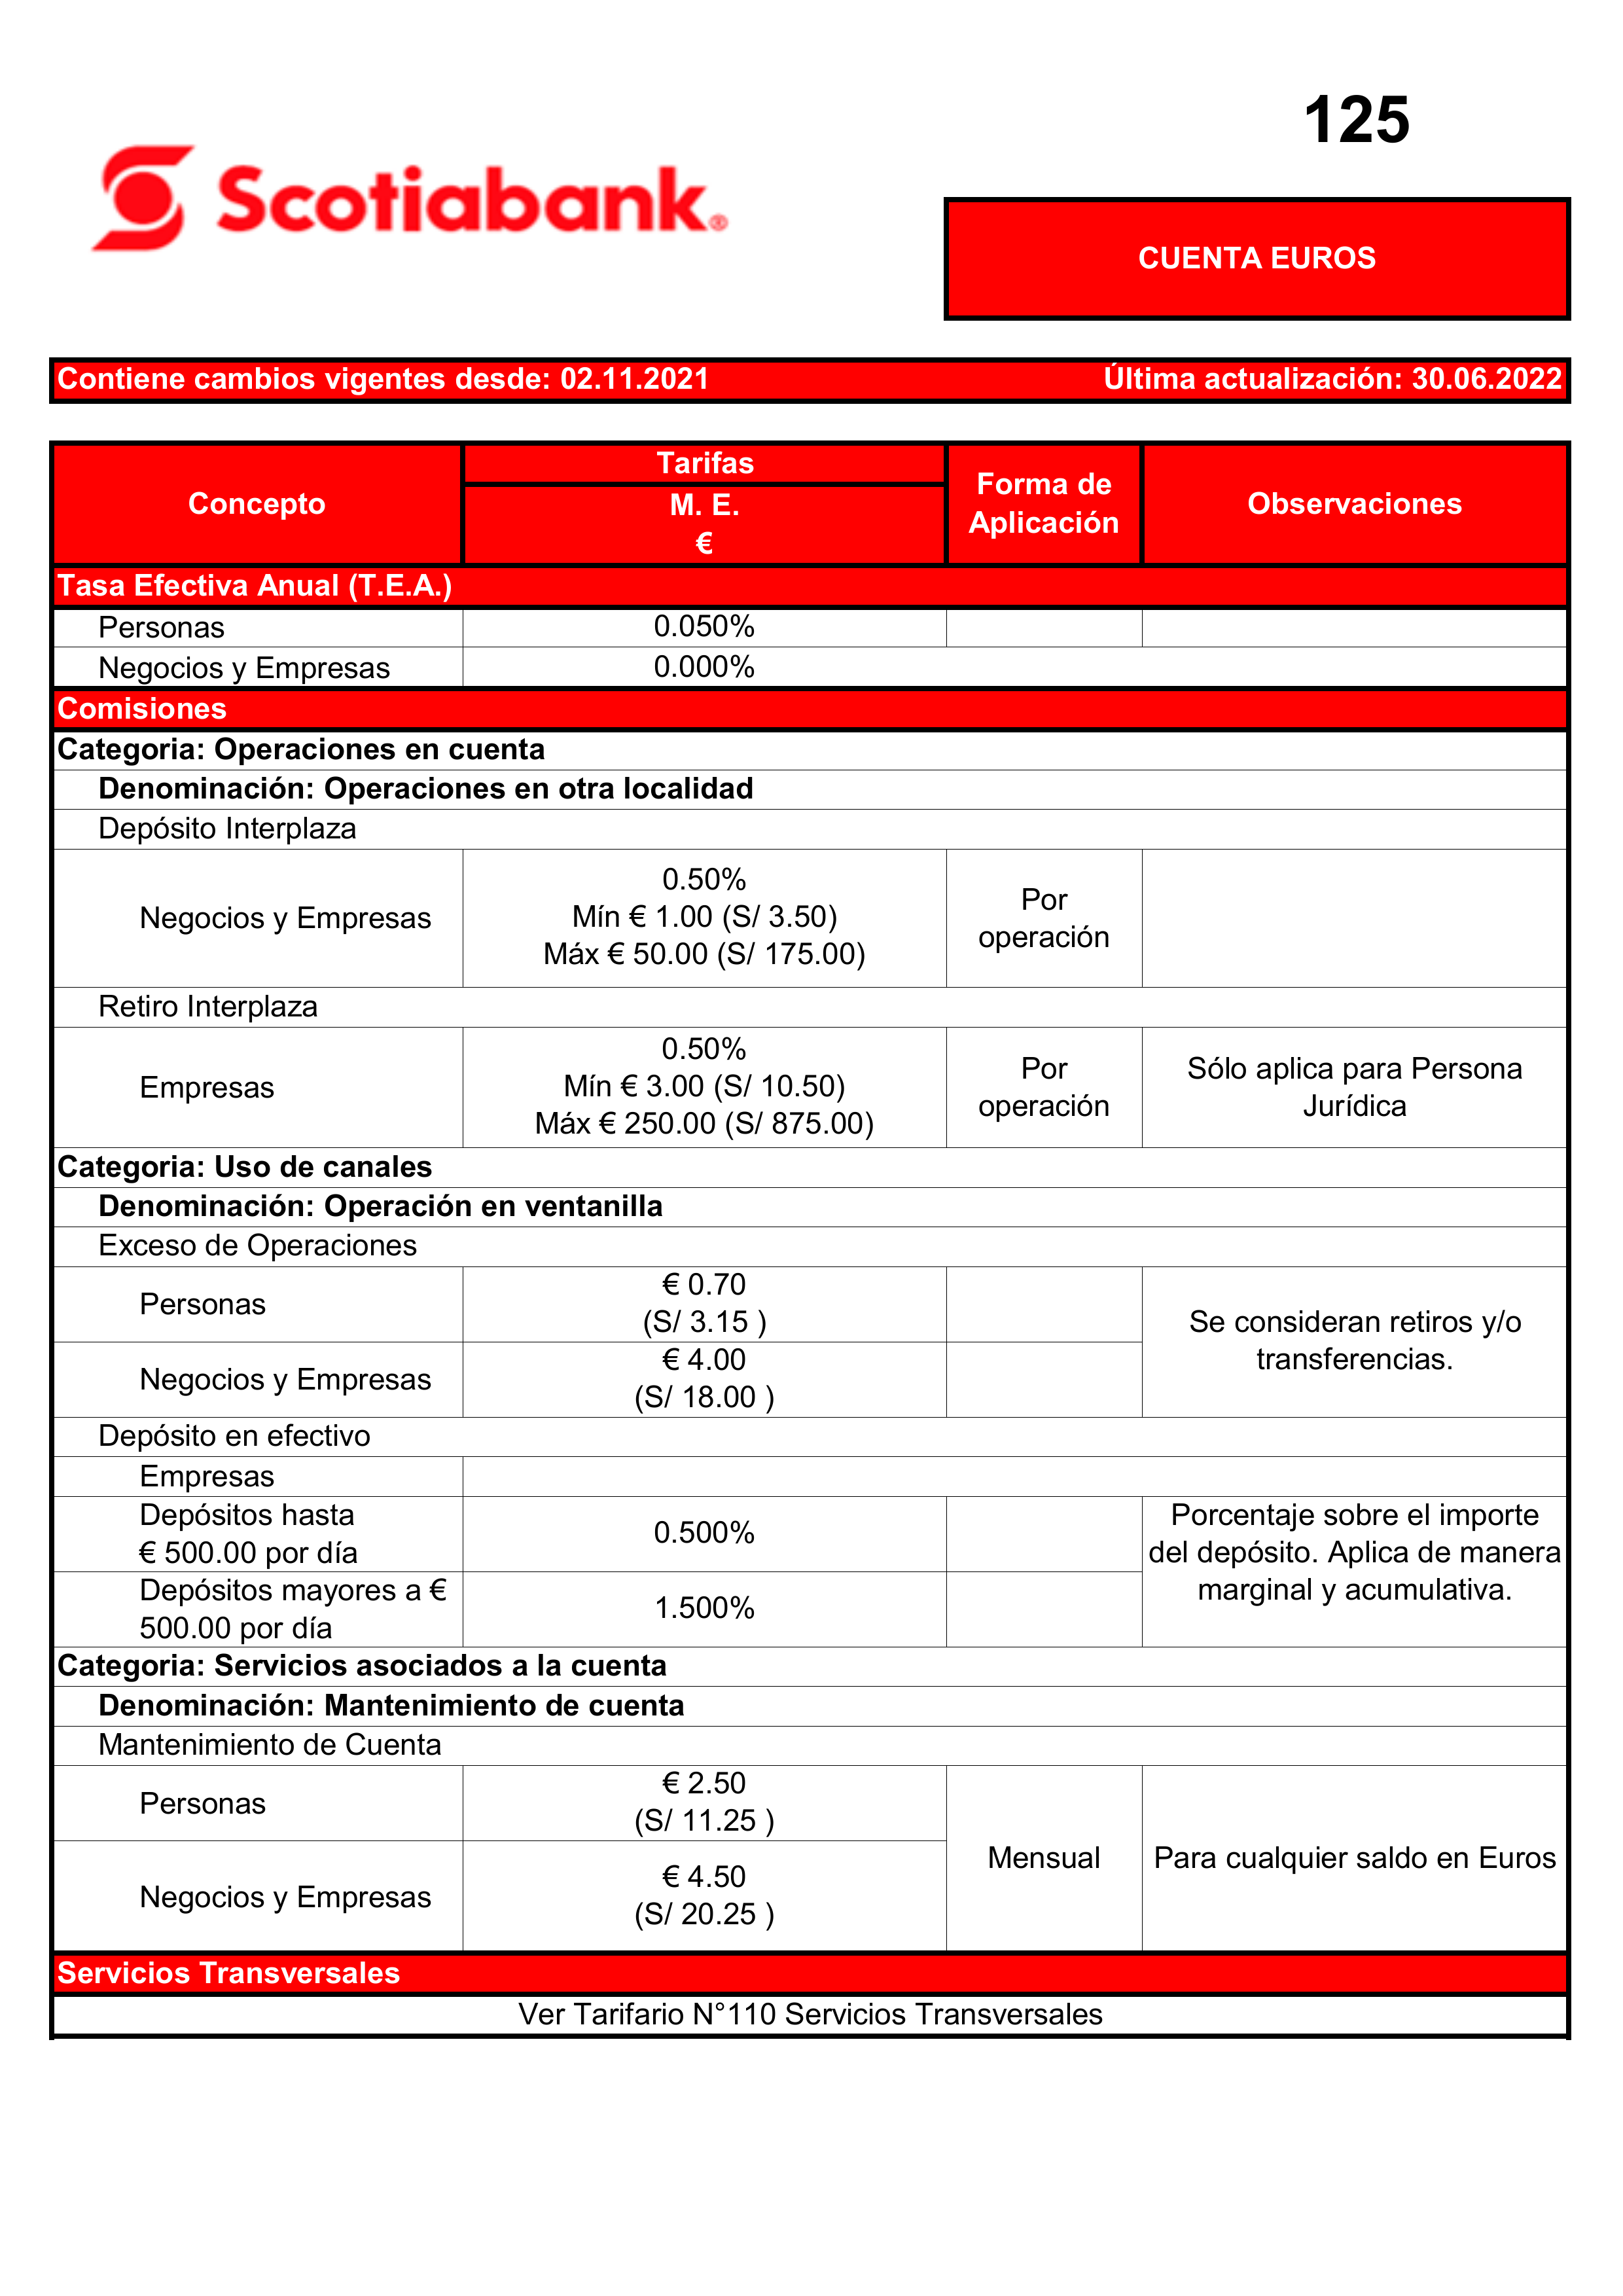 125
Scotiabank®
CUENTA EUROS
Contiene cambios vigentes desde: 02.11.2021 Última actualización: 30.06.2022
Concepto
Tarifas
M. E.
€
Forma de
Aplicación
Observaciones
Tasa Efectiva Anual (T.E.A.)
Personas 0.050%
Negocios y Empresas 0.000%
Comisiones
Categoria: Operaciones en cuenta
Denominación: Operaciones en otra localidad
Depósito Interplaza
Negocios y Empresas
0.50%
Mín € 1.00 (S/ 3.50)
Máx € 50.00 (S/ 175.00)
Por
operación
Retiro Interplaza
Empresas
0.50%
Mín € 3.00 (S/ 10.50)
Máx € 250.00 (S/ 875.00)
Por
operación
Sólo aplica para Persona
Jurídica
Categoria: Uso de canales
Denominación: Operación en ventanilla
Exceso de Operaciones
Personas
€ 0.70
(S/ 3.15 )
Negocios y Empresas
€ 4.00
(S/ 18.00 )
Se consideran retiros y/o
transferencias.
Depósito en efectivo
Empresas
Depósitos hasta
€ 500.00 por día
0.500%
Depósitos mayores a €
500.00 por día
1.500%
Porcentaje sobre el importe
del depósito. Aplica de manera
marginal y acumulativa.
Categoria: Servicios asociados a la cuenta
Denominación: Mantenimiento de cuenta
Mantenimiento de Cuenta
Personas
€ 2.50
(S/ 11.25 )
Negocios y Empresas
€ 4.50
(S/ 20.25 )
Mensual
Para cualquier saldo en Euros
Servicios Transversales
Ver Tarifario N°110 Servicios Transversales